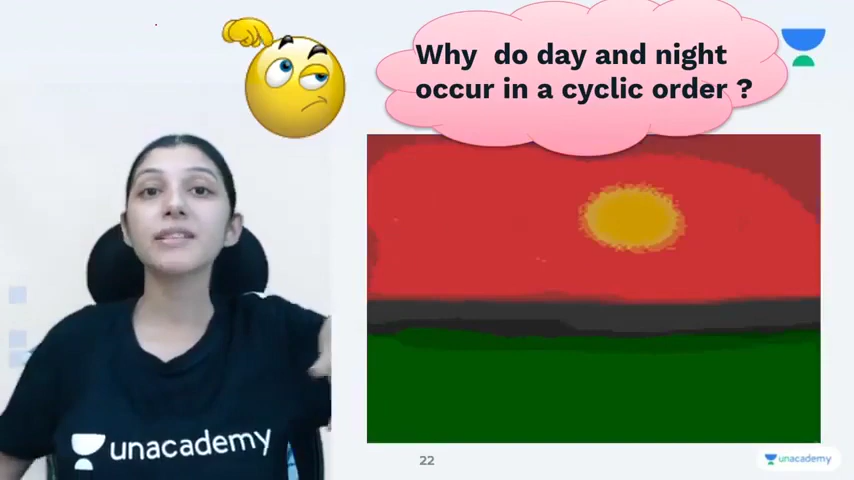 Why do day and night
occur in a cyclic order ?
unacademy
22
unacademy